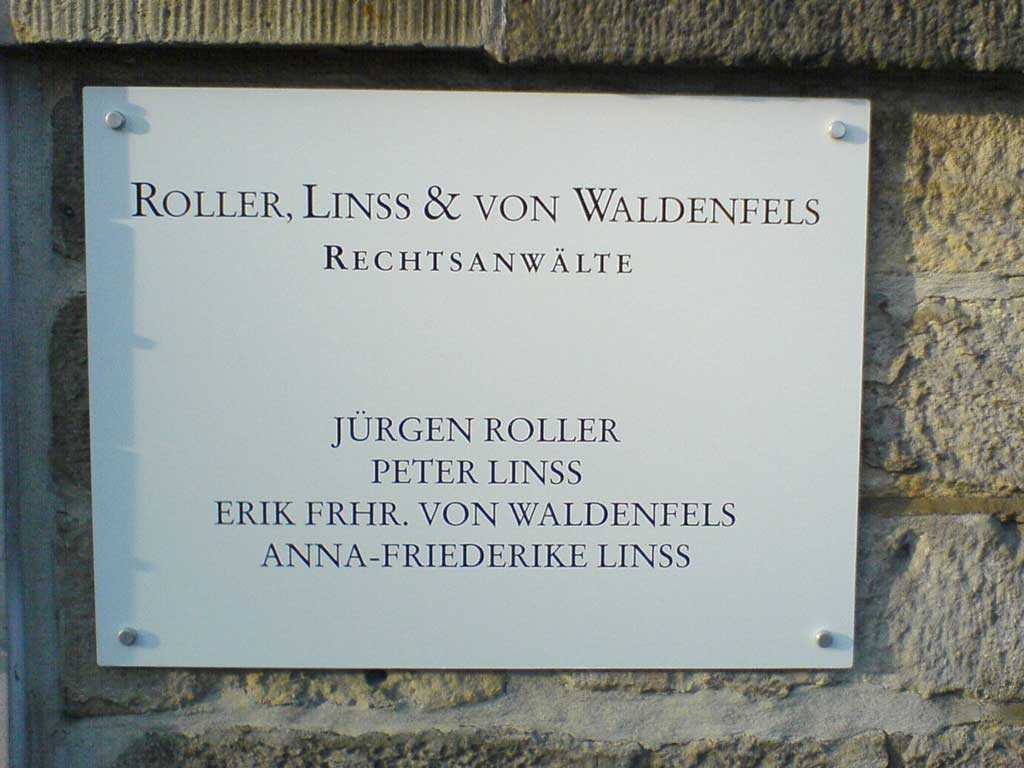 ROLLER, LINSS & VON WALDENFELS
RECHTSANWÄLTE
JÜRGEN ROLLER
PETER LINSS
ERIK FRHR. VON WALDENFELS
ANNA-FRIEDERIKE LINSS